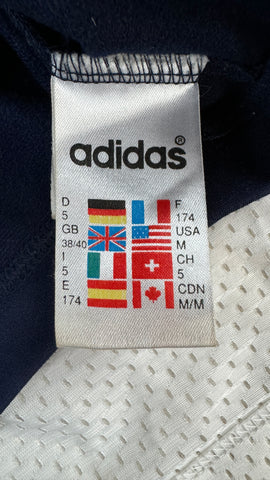 adidas®
D F
5 174
GB USA
38/40 M
I CH
5 5
E CDN
174 M/M